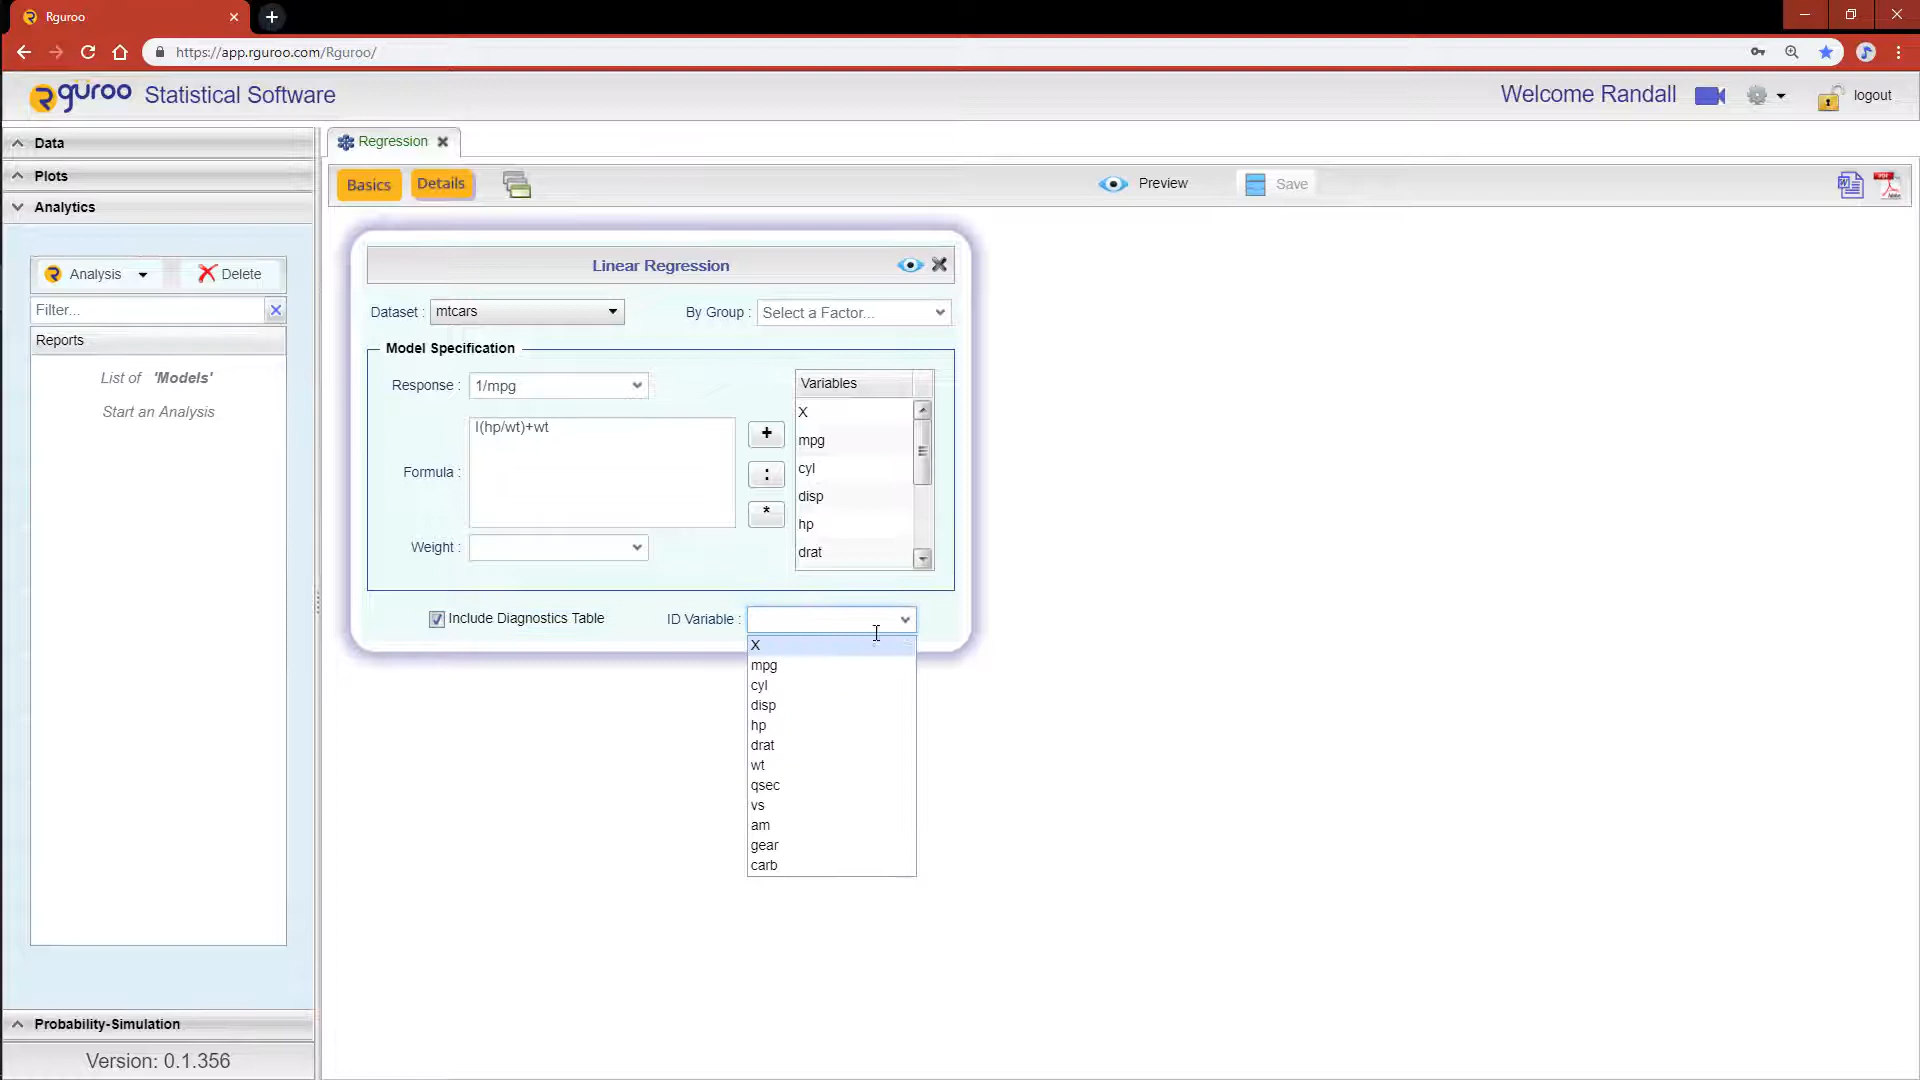 Rguroo
https://app.rguroo.com/Rguroo/
Rguroo Statistical Software
Welcome Randall
logout
Data
Plots
Analytics
Analysis
Delete
Filter...
Reports
List of 'Models'
Start an Analysis
Probability-Simulation
Version: 0.1.356
Regression
Basics
Details
Preview
Save
Linear Regression
Dataset : mtcars
By Group : Select a Factor...
Model Specification
Response : 1/mpg
Formula : I(hp/wt)+wt
+
:
*
Weight :
Variables
X
mpg
cyl
disp
hp
drat
Include Diagnostics Table
ID Variable :
X
mpg
cyl
disp
hp
drat
wt
qsec
vs
am
gear
carb